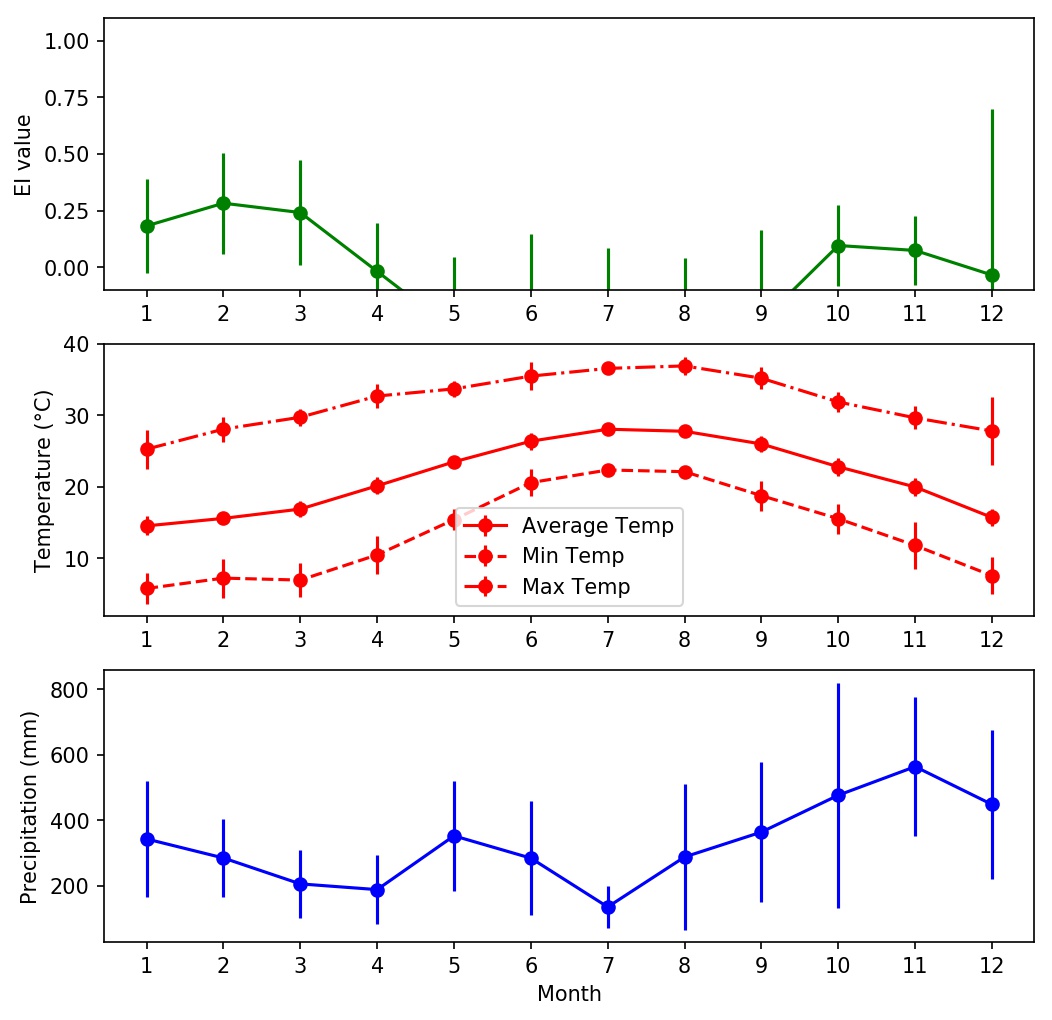 EI value
1.00
0.75
0.50
0.25
0.00
1 2 3 4 5 6 7 8 9 10 11 12
Temperature (°C)
40
30
20
10
Average Temp
Min Temp
Max Temp
1 2 3 4 5 6 7 8 9 10 11 12
Precipitation (mm)
800
600
400
200
1 2 3 4 5 6 7 8 9 10 11 12
Month